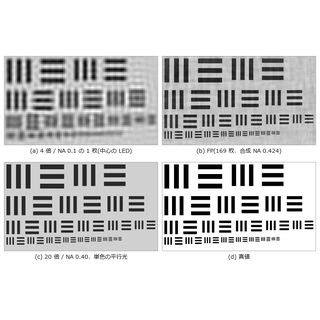 (a) 4 倍 / NA 0.1 の 1 枚(中心の LED)
(b) FP(169 枚、合成 NA 0.424)
(c) 20 倍 / NA 0.40、単色の平行光
(d) 真値